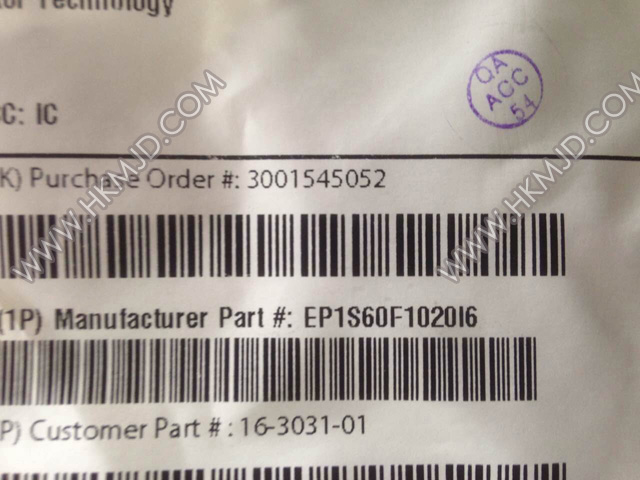 Technology
QA
ACC
54
C: IC
K) Purchase Order #: 3001545052
(1P) Manufacturer Part #: EP1S60F1020I6
P) Customer Part # : 16-3031-01
WWW.HKMJD.COM
WWW.HKMJD.COM